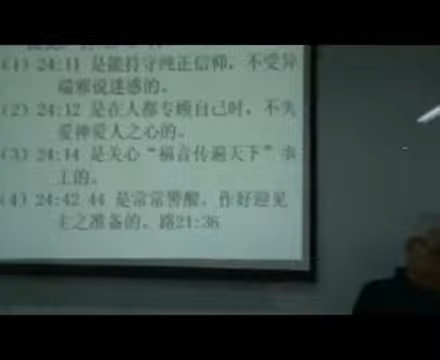 (1) 24:11 是能持守纯正信仰，不受异
端邪说迷惑的。
(2) 24:12 是在人都专顾自己时，不失
爱神爱人之心的。
(3) 24:14 是关心“福音传遍天下”事
上的。
(4) 24:42 44 是常常警醒，作好迎见
主之准备的。路21:36